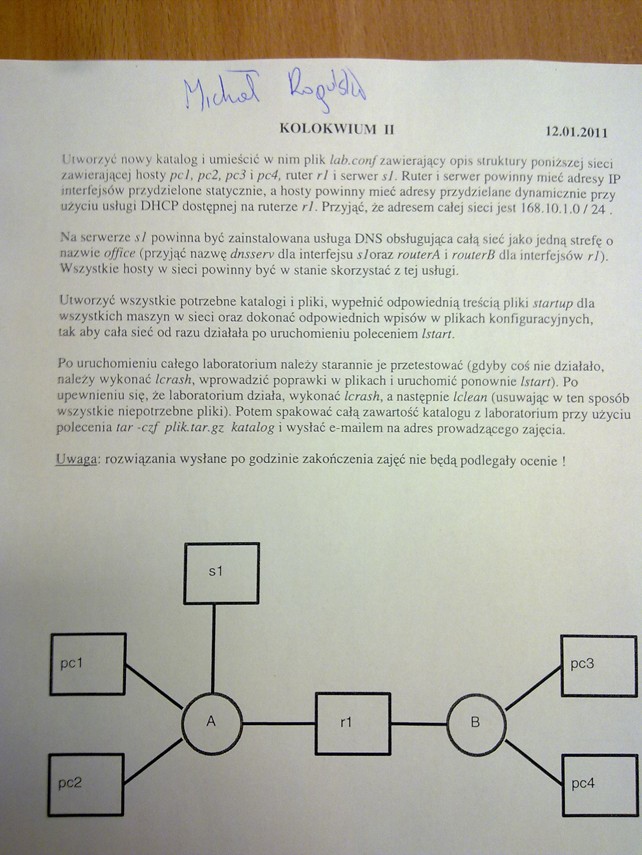 Michał
KOLOKWIUM II 12.01.2011
Utworzyć nowy katalog i umieścić w nim plik lab.conf zawierający opis struktury poniższej sieci
zawierającej hosty pc1, pc2, pc3 i pc4, ruter r1 i serwer s1. Ruter i serwer powinny mieć adresy IP
interfejsów przydzielone statycznie, a hosty powinny mieć adresy przydzielane dynamicznie przy
użyciu usługi DHCP dostępnej na ruterze r1. Przyjąć, że adresem całej sieci jest 168.10.1.0 / 24 .
Na serwerze s1 powinna być zainstalowana usługa DNS obsługująca całą sieć jako jedną strefę o
nazwie office (przyjąć nazwę dnsserv dla interfejsu s1oraz routerA i routerB dla interfejsów r1).
Wszystkie hosty w sieci powinny być w stanie skorzystać z tej usługi.
Utworzyć wszystkie potrzebne katalogi i pliki, wypełnić odpowiednią treścią pliki startup dla
wszystkich maszyn w sieci oraz dokonać odpowiednich wpisów w plikach konfiguracyjnych,
tak aby cała sieć od razu działała po uruchomieniu poleceniem lstart.
Po uruchomieniu całego laboratorium należy starannie je przetestować (gdyby coś nie działało,
należy wykonać lcrash, wprowadzić poprawki w plikach i uruchomić ponownie lstart). Po
upewnieniu się, że laboratorium działa, wykonać lcrash, a następnie lclean (usuwając w ten sposób
wszystkie niepotrzebne pliki). Potem spakować całą zawartość katalogu z laboratorium przy użyciu
polecenia tar -czf plik.tar.gz katalog i wysłać e-mailem na adres prowadzącego zajęcia.
Uwaga: rozwiązania wysłane po godzinie zakończenia zajęć nie będą podlegały ocenie !
s1
pc1 pc3
A r1 B
pc2 pc4